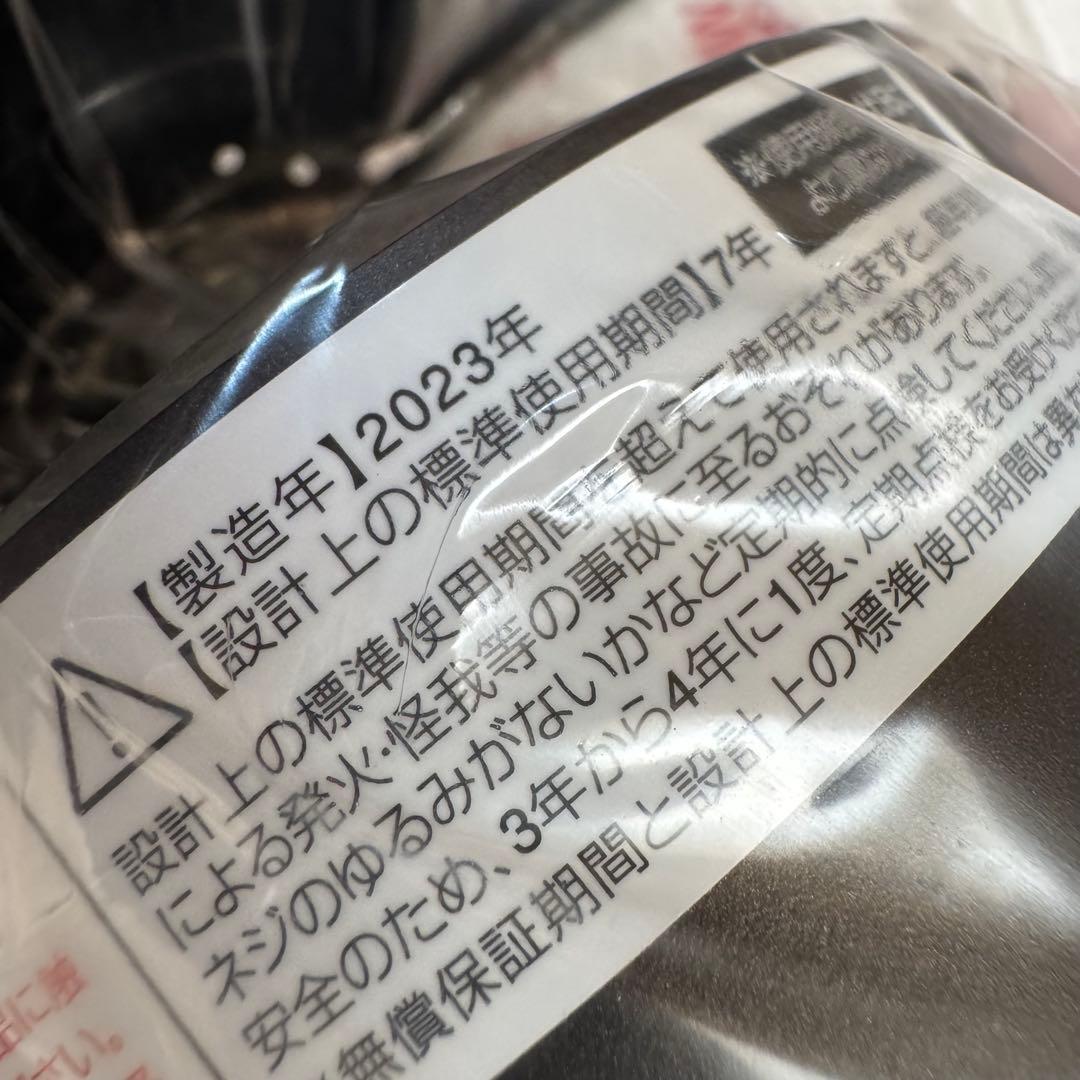 ※使用
よく
【製造年】2023年
【設計上の標準使用期間】7年
設計上の標準使用期間を超えて使用されますと、経年劣
による発火・怪我等の事故に至るおそれがあります。
ネジのゆるみがないかなど定期的に点検してください。
安全のため、3年から4年に1度、定期点検をお受けくだ
無償保証期間と設計上の標準使用期間は異な
に
さい。